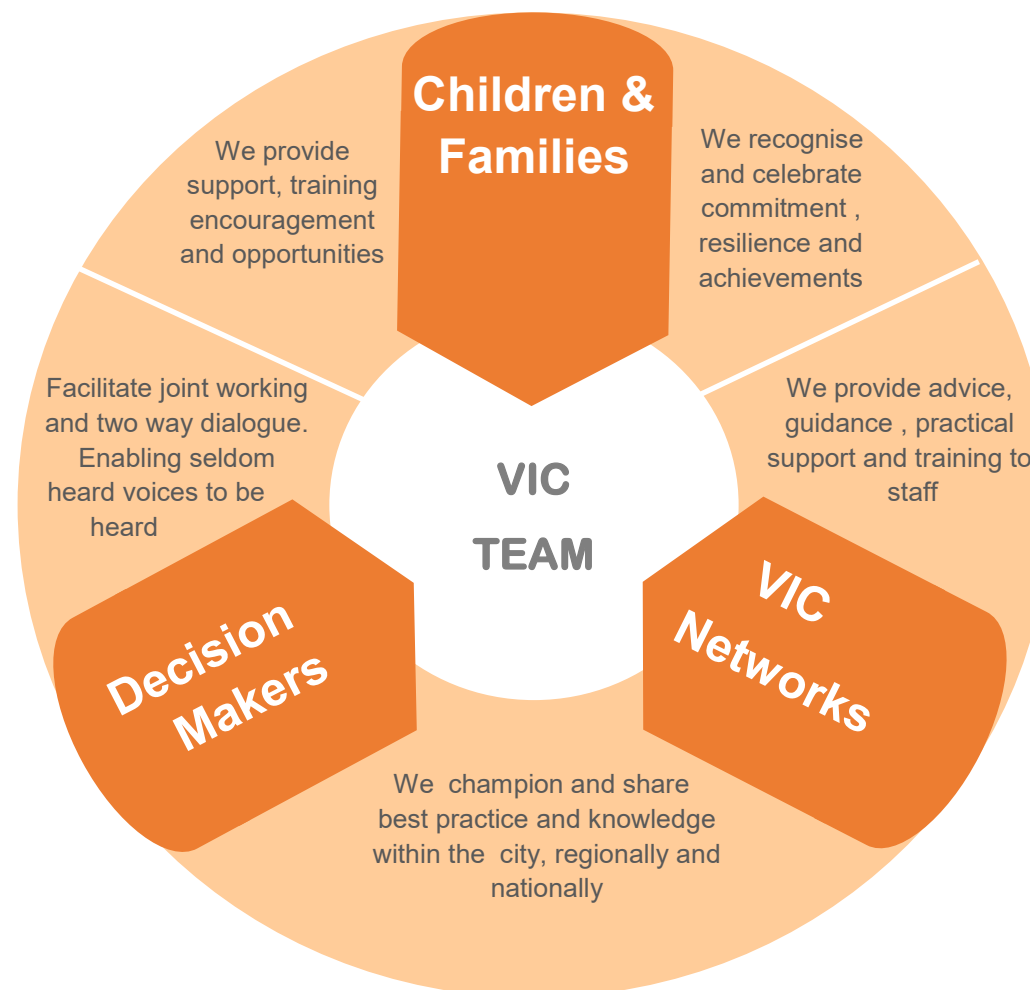 Children &
Families
We provide
support, training
encouragement
and opportunities
We recognise
and celebrate
commitment ,
resilience and
achievements
Facilitate joint working
and two way dialogue.
Enabling seldom
heard voices to be
heard
We provide advice,
guidance , practical
support and training to
staff
VIC
TEAM
Decision
Makers
VIC
Networks
We  champion and share
best practice and knowledge
within the  city, regionally and
nationally